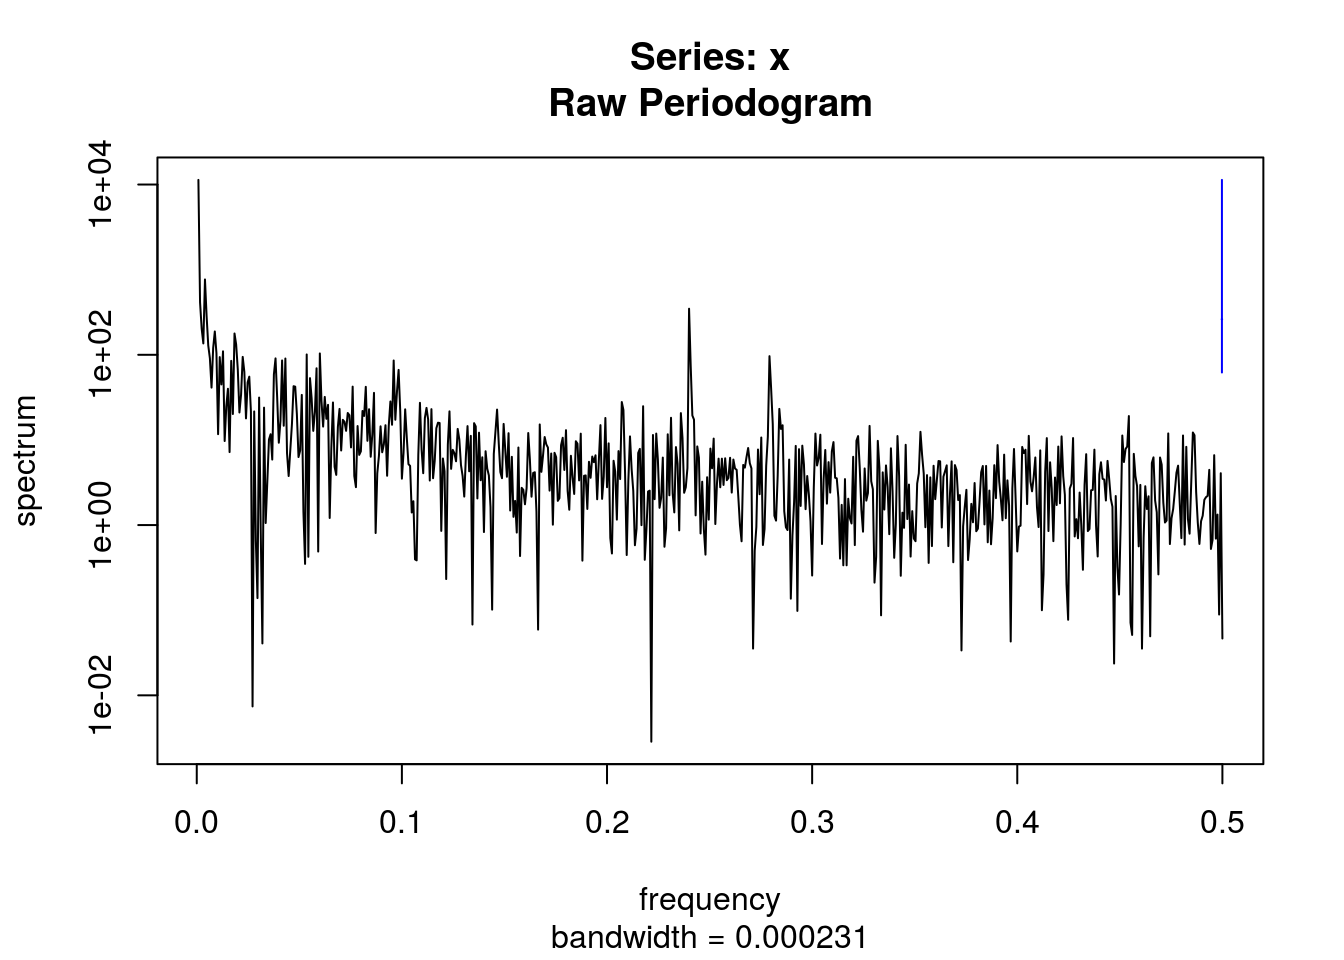 Series: x
Raw Periodogram
spectrum
1e+04
1e+02
1e+00
1e-02
0.0 0.1 0.2 0.3 0.4 0.5
frequency
bandwidth = 0.000231